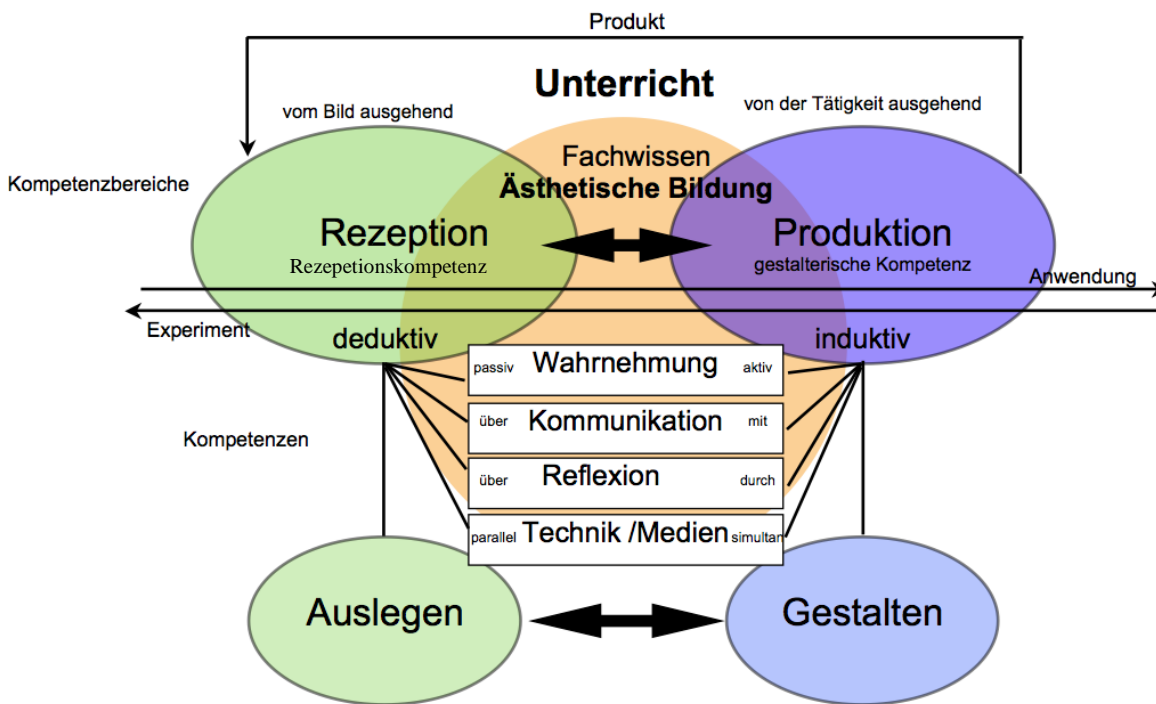 Produkt
Unterricht
vom Bild ausgehend
von der Tätigkeit ausgehend
Kompetenzbereiche
Fachwissen
Ästhetische Bildung
Rezeption
Rezepetionskompetenz
Produktion
gestalterische Kompetenz
Anwendung
Experiment
deduktiv
induktiv
passiv Wahrnehmung aktiv
über Kommunikation mit
Kompetenzen
über Reflexion durch
parallel Technik /Medien simultan
Auslegen
Gestalten